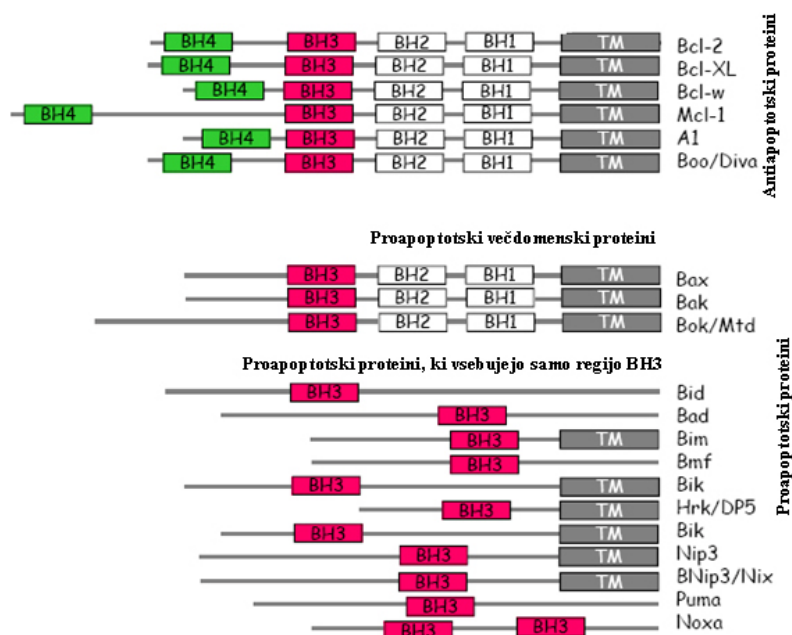 BH4 BH3 BH2 BH1 TM Bcl-2
BH4 BH3 BH2 BH1 TM Bcl-XL
BH4 BH3 BH2 BH1 TM Bcl-w
BH4 BH3 BH2 BH1 TM Mcl-1
BH4 BH3 BH2 BH1 TM A1
BH4 BH3 BH2 BH1 TM Boo/Diva
Antiapoptotski proteini
Proapoptotski večdomenski proteini
BH3 BH2 BH1 TM Bax
BH3 BH2 BH1 TM Bak
BH3 BH2 BH1 TM Bok/Mtd
Proapoptotski proteini, ki vsebujejo samo regijo BH3
BH3 Bid
BH3 Bad
BH3 TM Bim
BH3 Bmf
BH3 TM Bik
BH3 TM Hrk/DP5
BH3 Bik
BH3 TM Nip3
BH3 TM BNip3/Nix
BH3 Puma
BH3 BH3 Noxa
Proapoptotski proteini